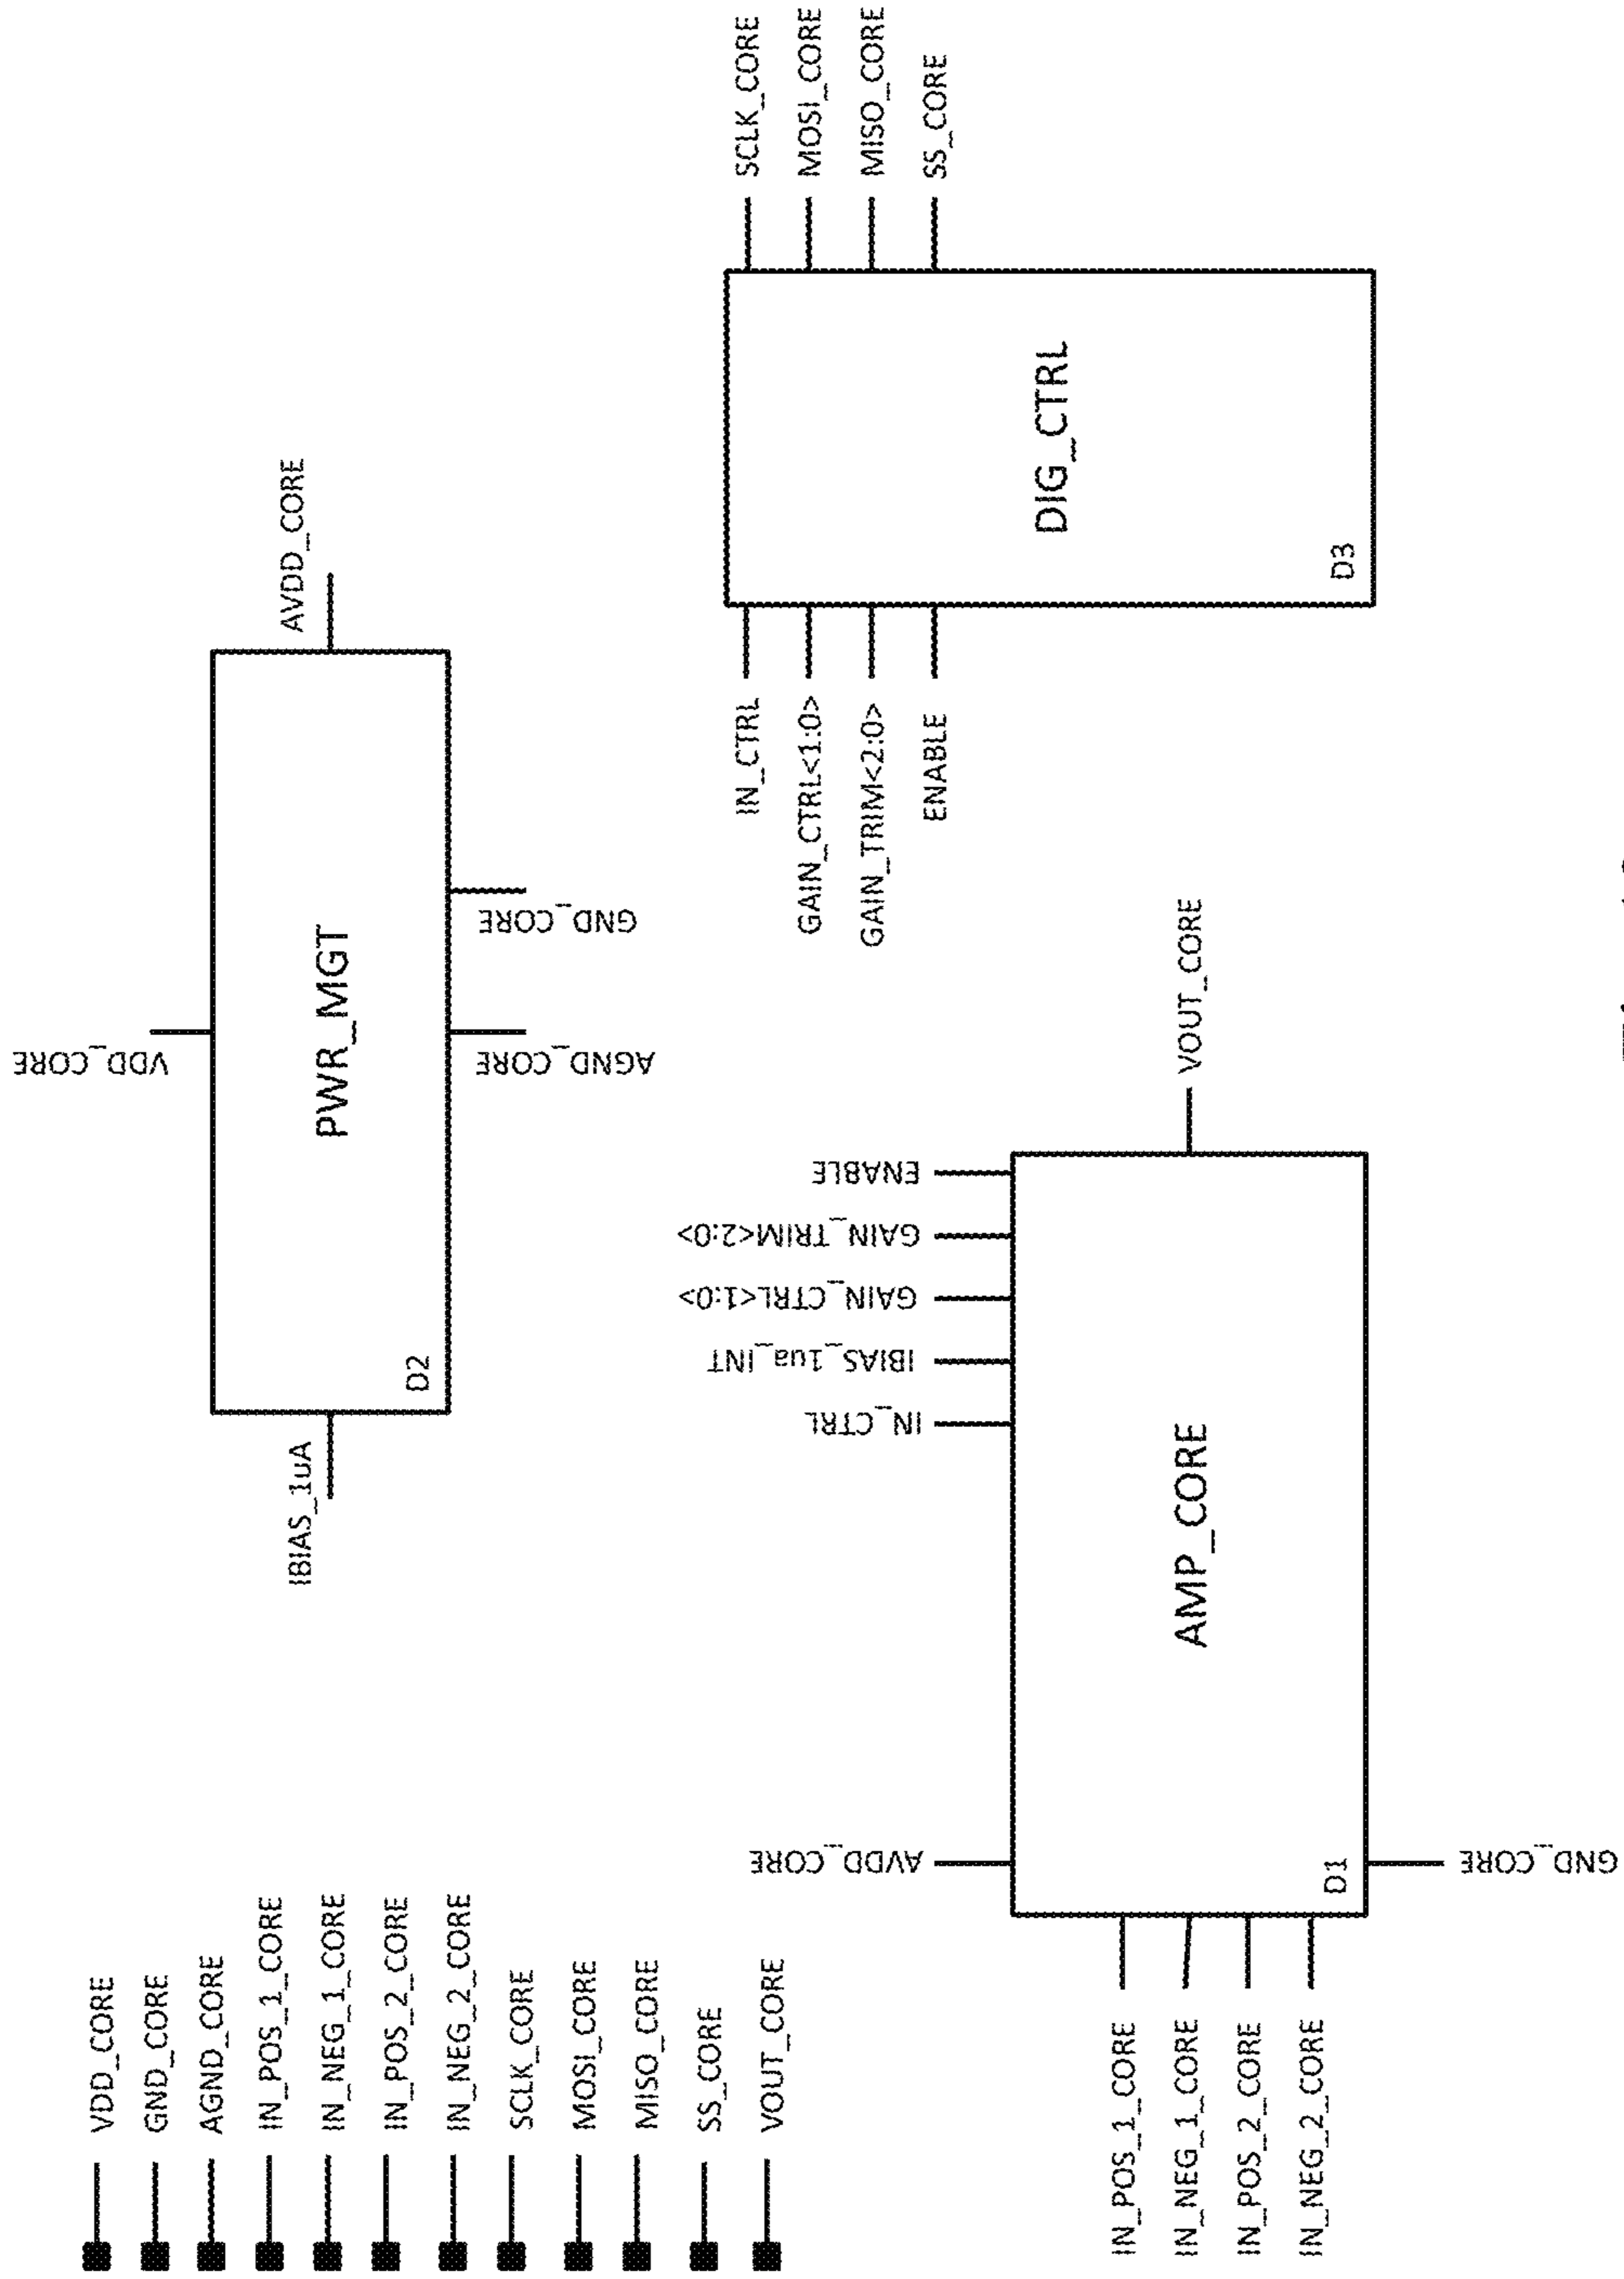 VDD_CORE
GND_CORE
AGND_CORE
IN_POS_1_CORE
IN_NEG_1_CORE
IN_POS_2_CORE
IN_NEG_2_CORE
SCLK_CORE
MOSI_CORE
MISO_CORE
SS_CORE
VOUT_CORE
VDD_CORE
IBIAS_1uA
PWR_MGT
D2
AVDD_CORE
AGND_CORE
GND_CORE
AVDD_CORE
IN_CTRL
IBIAS_1ua_INT
GAIN_CTRL<1:0>
GAIN_TRIM<2:0>
ENABLE
IN_POS_1_CORE
IN_NEG_1_CORE
IN_POS_2_CORE
IN_NEG_2_CORE
AMP_CORE
D1
VOUT_CORE
GND_CORE
IN_CTRL
GAIN_CTRL<1:0>
GAIN_TRIM<2:0>
ENABLE
DIG_CTRL
D3
SCLK_CORE
MOSI_CORE
MISO_CORE
SS_CORE